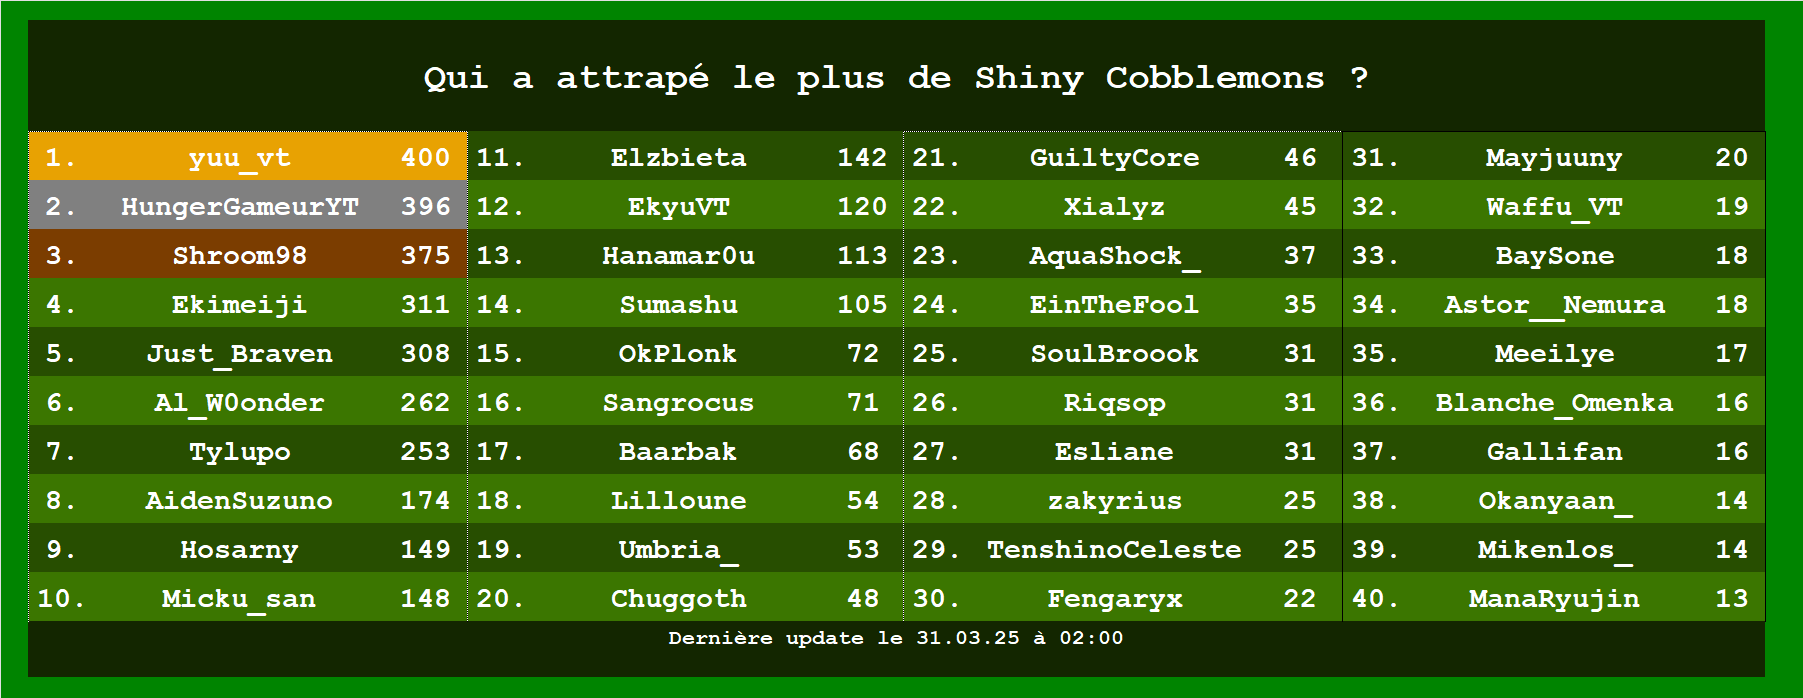 Qui a attrapé le plus de Shiny Cobblemons ?
1. yuu_vt 400
2. HungerGameurYT 396
3. Shroom98 375
4. Ekimeiji 311
5. Just_Braven 308
6. Al_W0onder 262
7. Tylupo 253
8. AidenSuzuno 174
9. Hosarny 149
10. Micku_san 148
11. Elzbieta 142
12. EkyuVT 120
13. Hanamar0u 113
14. Sumashu 105
15. OkPlonk 72
16. Sangrocus 71
17. Baarbak 68
18. Lilloune 54
19. Umbria_ 53
20. Chuggoth 48
21. GuiltyCore 46
22. Xialyz 45
23. AquaShock_ 37
24. EinTheFool 35
25. SoulBroook 31
26. Riqsop 31
27. Esliane 31
28. zakyrius 25
29. TenshinoCeleste 25
30. Fengaryx 22
31. Mayjuuny 20
32. Waffu_VT 19
33. BaySone 18
34. Astor__Nemura 18
35. Meeilye 17
36. Blanche_Omenka 16
37. Gallifan 16
38. Okanyaan_ 14
39. Mikenlos_ 14
40. ManaRyujin 13
Dernière update le 31.03.25 à 02:00